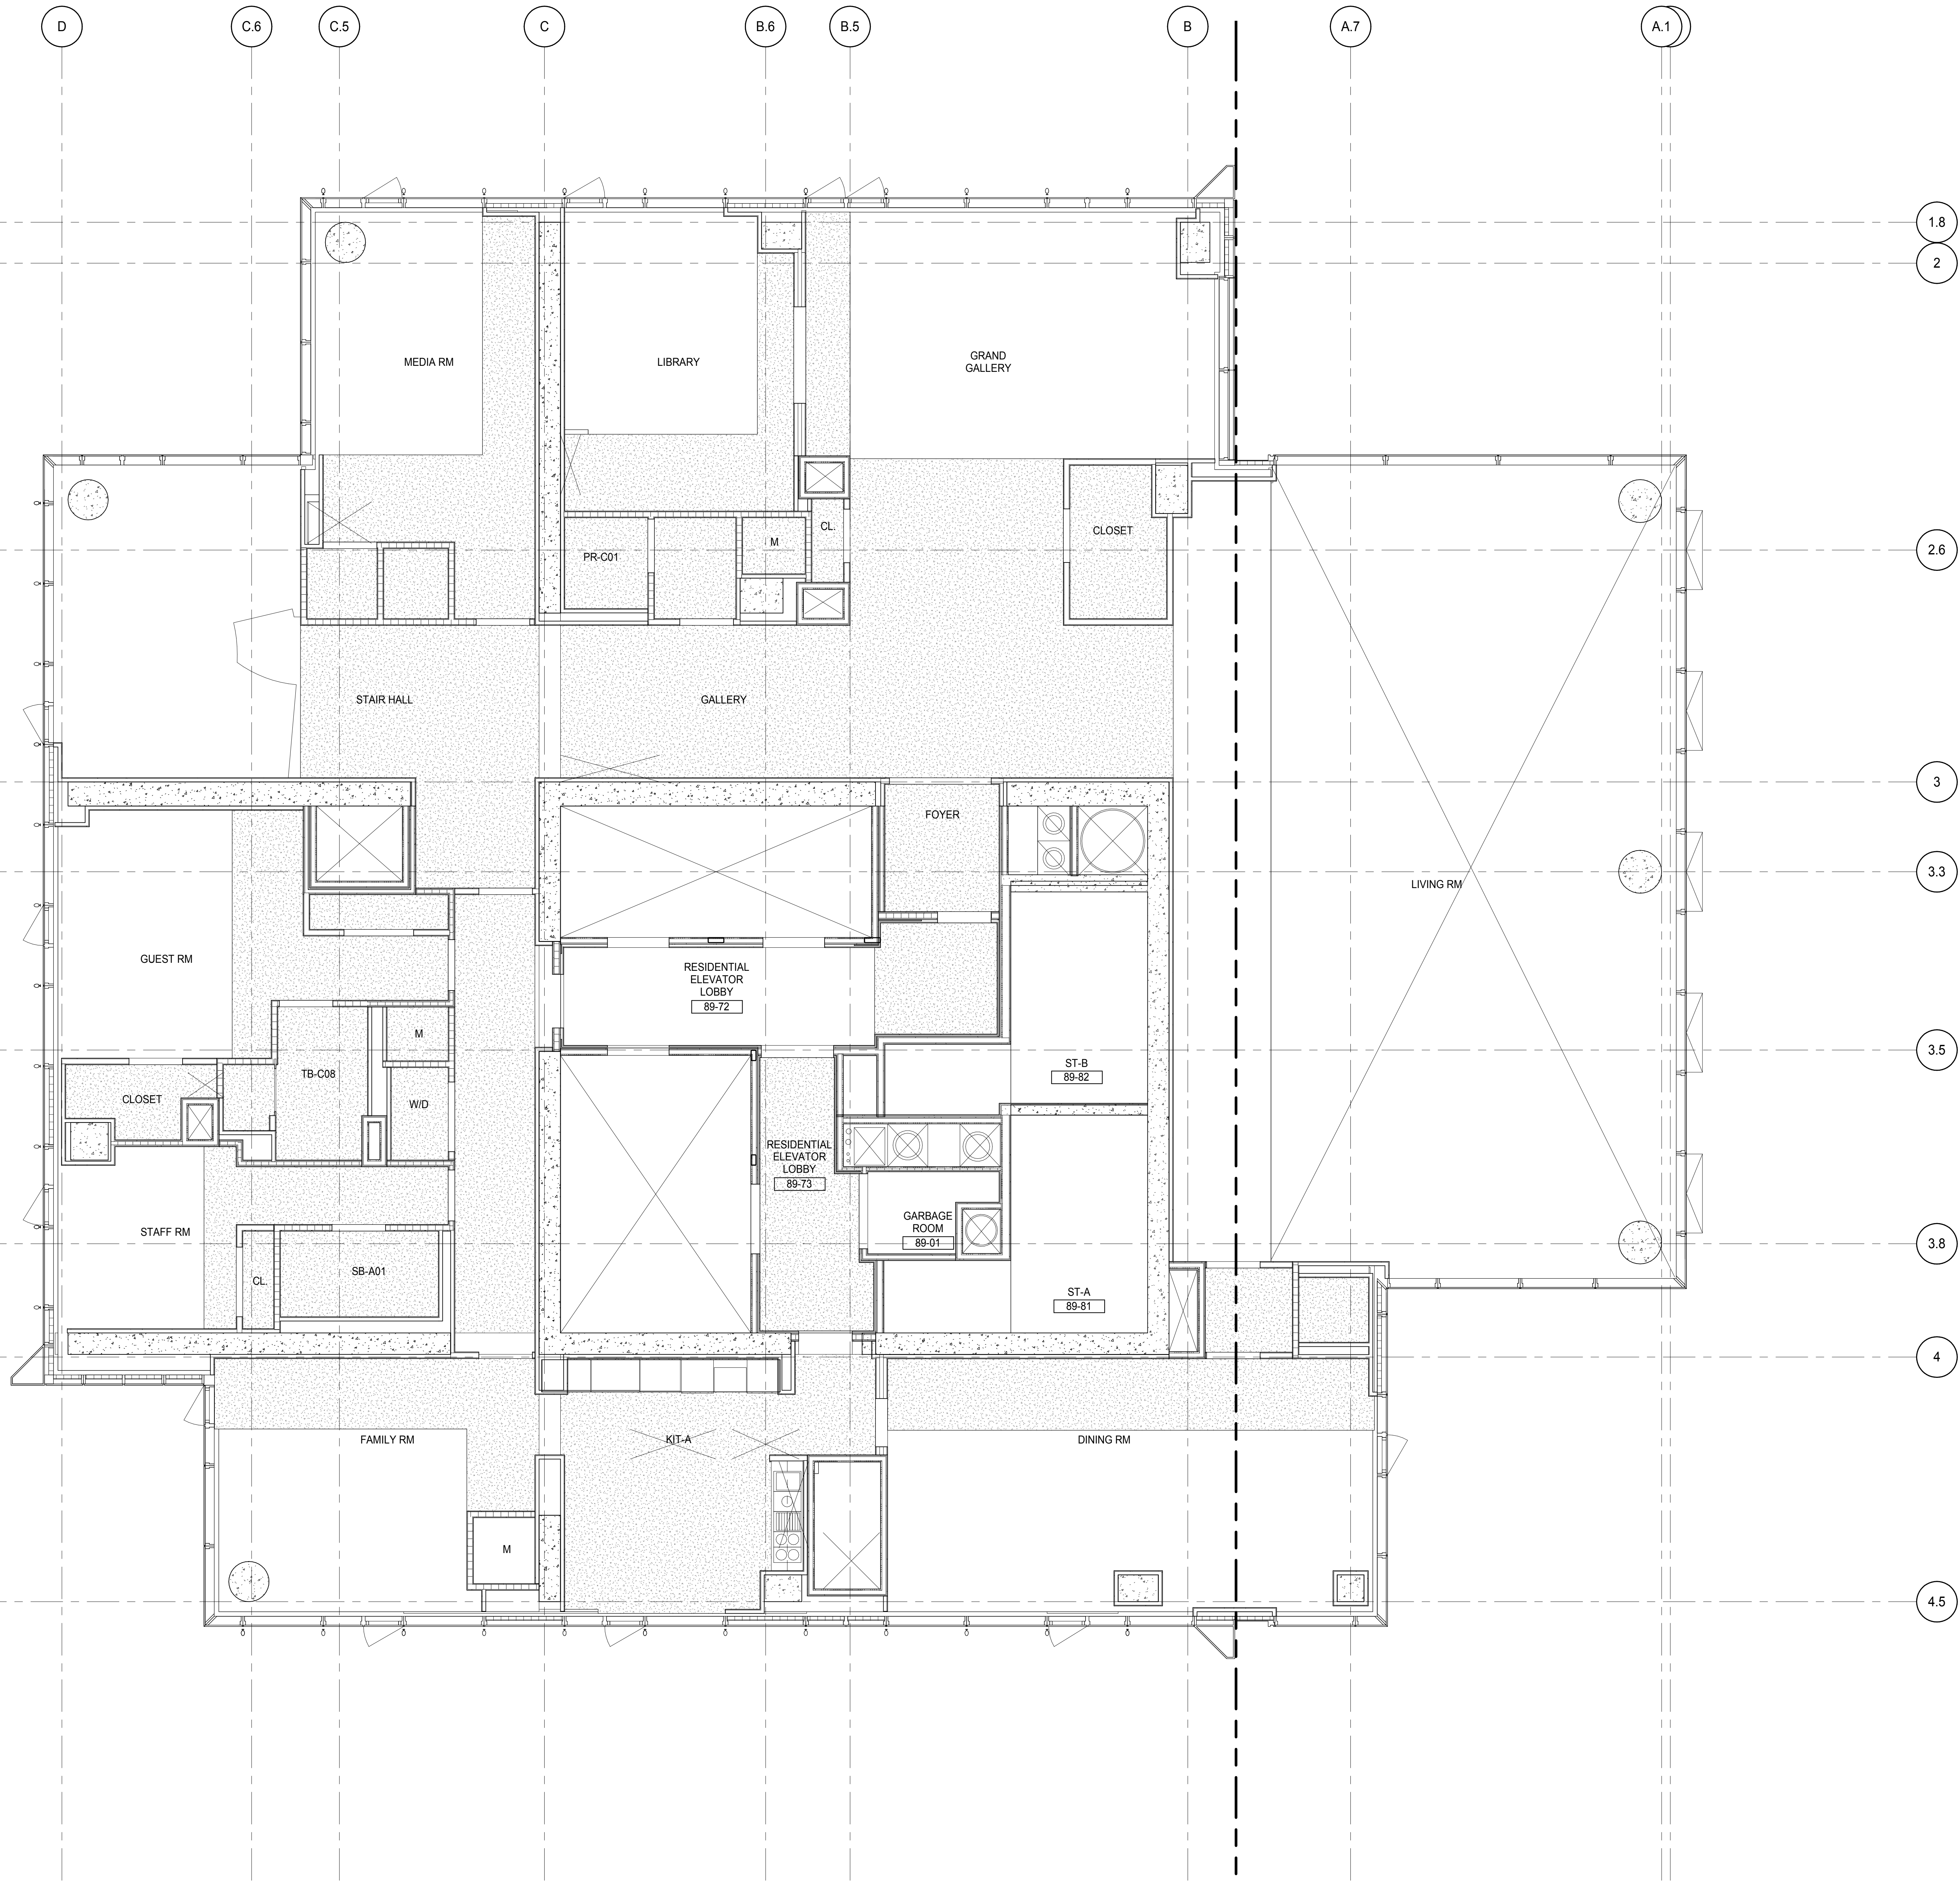 D
C.6
C.5
C
B.6
B.5
B
A.7
A.1
1.8
2
MEDIA RM
LIBRARY
GRAND
GALLERY
CL.
CLOSET
M
PR-C01
2.6
STAIR HALL
GALLERY
3
FOYER
3.3
LIVING RM
GUEST RM
RESIDENTIAL
ELEVATOR
LOBBY
89-72
M
3.5
ST-B
89-82
TB-C08
CLOSET
W/D
RESIDENTIAL
ELEVATOR
LOBBY
89-73
GARBAGE
ROOM
89-01
STAFF RM
3.8
SB-A01
CL.
ST-A
89-81
4
FAMILY RM
KIT-A
DINING RM
M
4.5